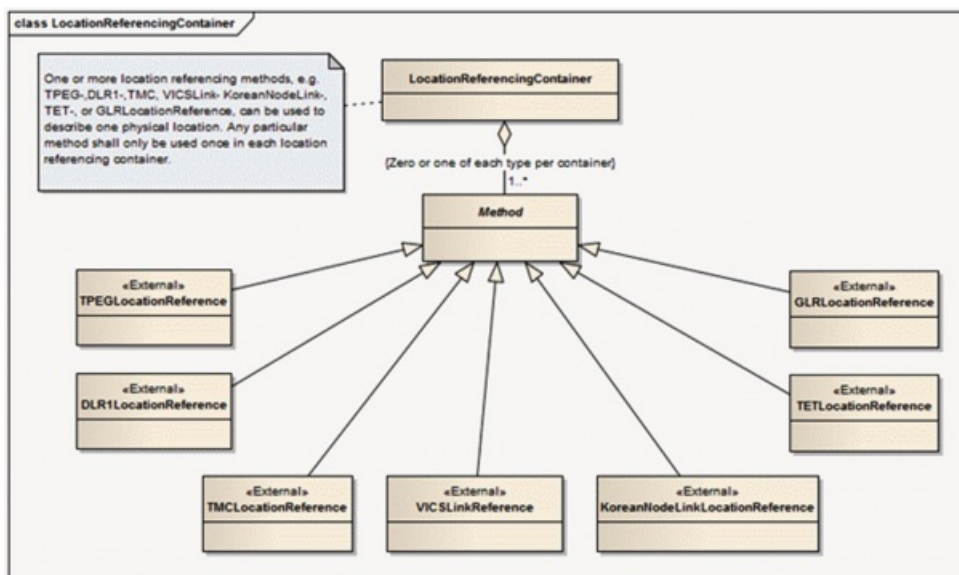 class LocationReferencingContainer
One or more location referencing methods, e.g.
TPEG-,DLR1-,TMC, VICSLink- KoreanNodeLink-,
TET-, or GLRLocationReference, can be used to
describe one physical location. Any particular
method shall only be used once in each location
referencing container.
LocationReferencingContainer
{Zero or one of each type per container}
1..*
Method
«External»
TPEGLocationReference
«External»
GLRLocationReference
«External»
DLR1LocationReference
«External»
TETLocationReference
«External»
TMCLocationReference
«External»
VICSLinkReference
«External»
KoreanNodeLinkLocationReference